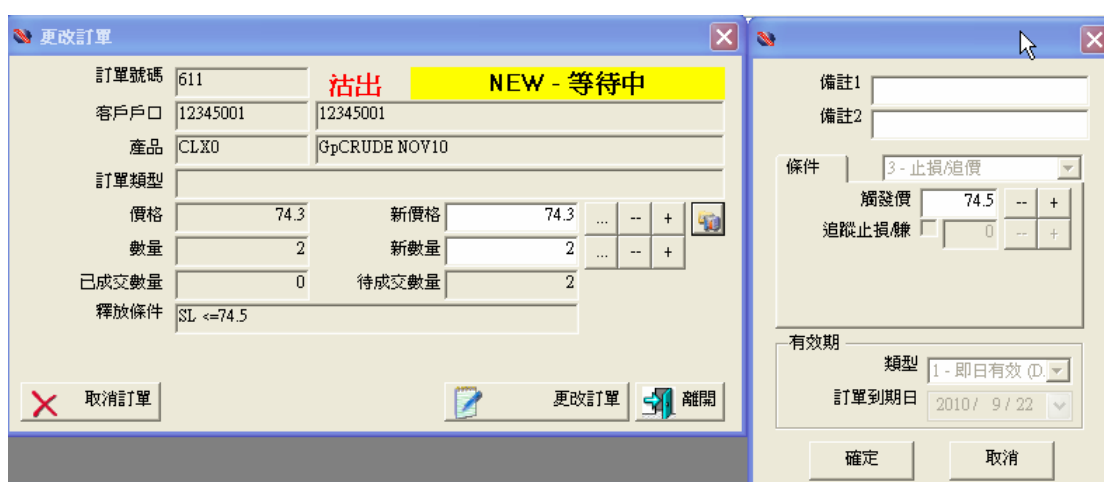 更改訂單
訂單號碼 611 沽出 NEW - 等待中
客戶戶口 12345001 12345001
產品 CLX0 GpCRUDE NOV10
訂單類型
價格 74.3 新價格 74.3 ... -- +
數量 2 新數量 2 ... -- +
已成交數量 0 待成交數量 2
釋放條件 SL <=74.5
取消訂單 更改訂單 離開
備註1
備註2
條件 3 - 止損/追價
觸發價 74.5 -- +
追蹤止損/賺 0 -- +
有效期
類型 1 - 即日有效 (D.
訂單到期日 2010/ 9/ 22
確定 取消